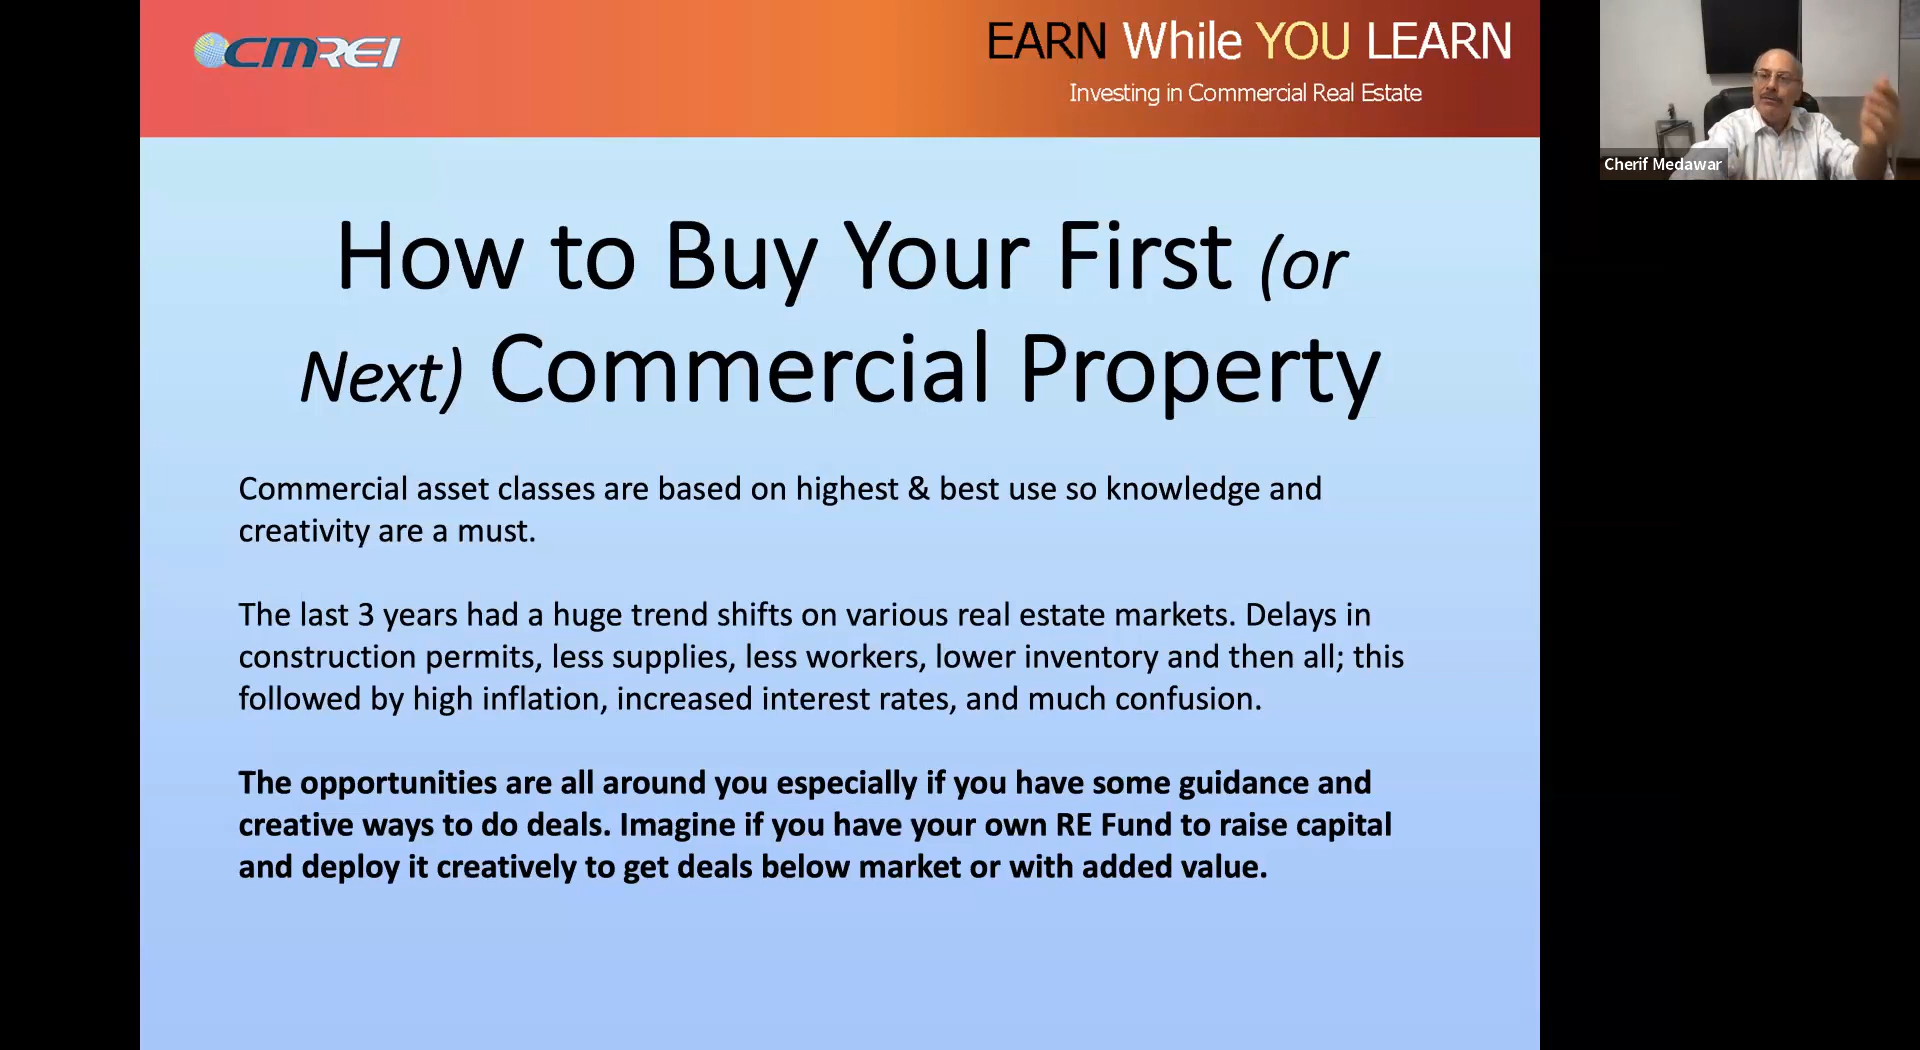 CMREI
EARN While YOU LEARN
Investing in Commercial Real Estate
Cherif Medawar
How to Buy Your First (or
Next) Commercial Property
Commercial asset classes are based on highest & best use so knowledge and
creativity are a must.
The last 3 years had a huge trend shifts on various real estate markets. Delays in
construction permits, less supplies, less workers, lower inventory and then all; this
followed by high inflation, increased interest rates, and much confusion.
The opportunities are all around you especially if you have some guidance and
creative ways to do deals. Imagine if you have your own RE Fund to raise capital
and deploy it creatively to get deals below market or with added value.